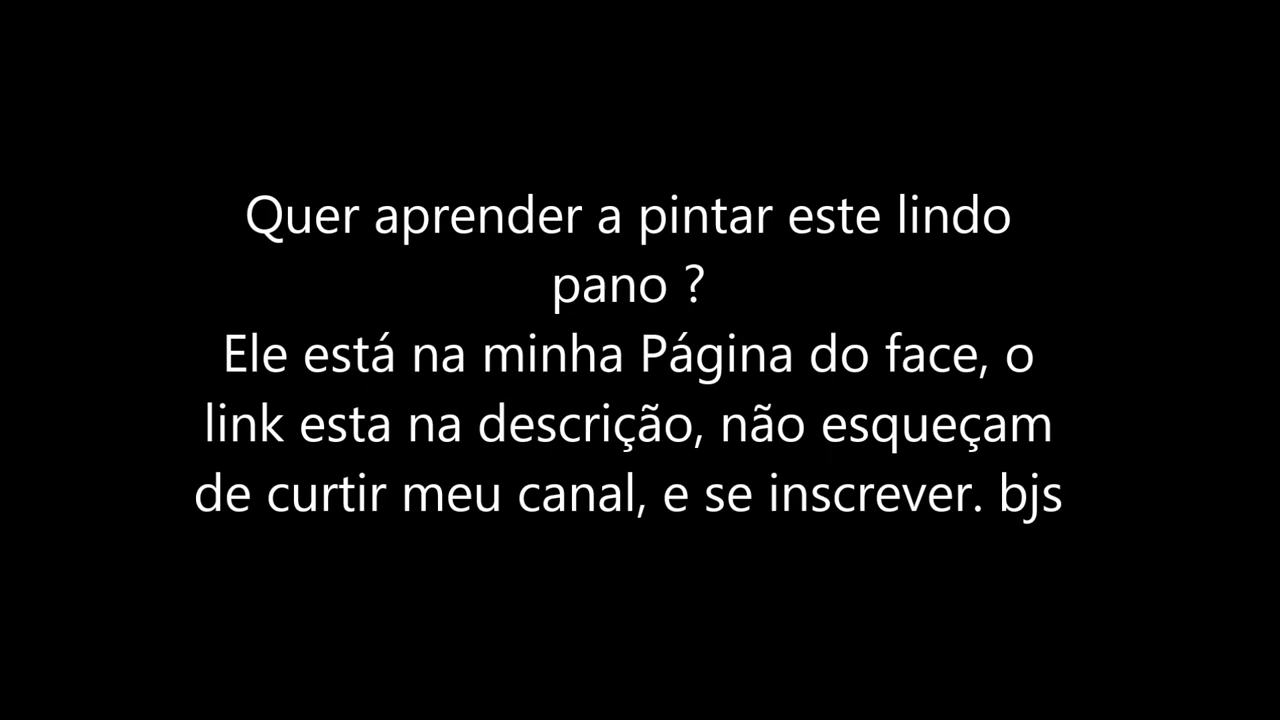 Quer aprender a pintar este lindo
pano ?
Ele está na minha Página do face, o
link esta na descrição, não esqueçam
de curtir meu canal, e se inscrever. bjs